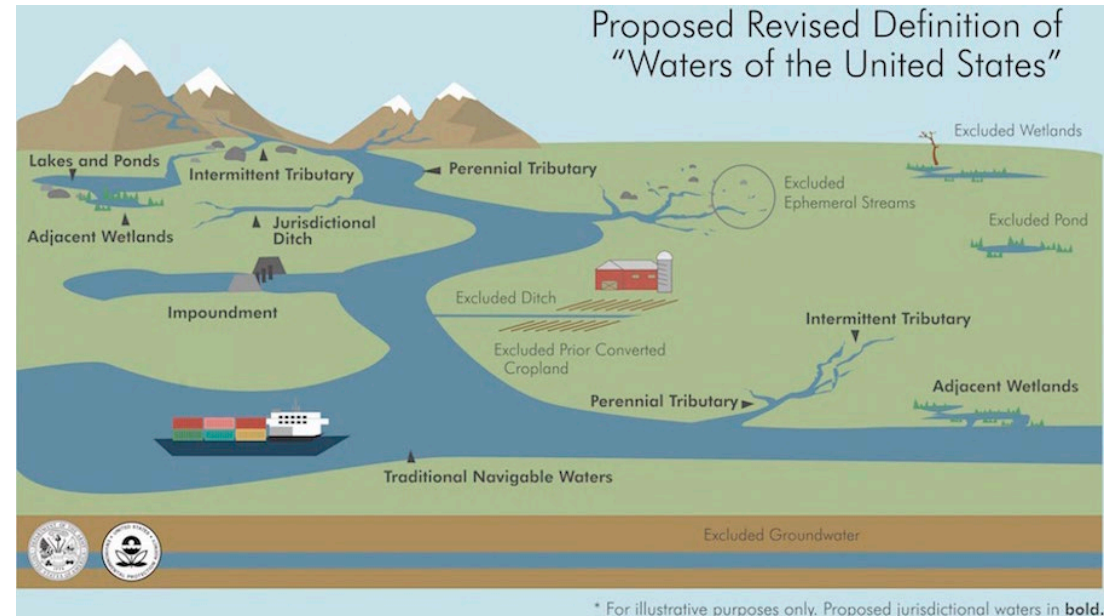 Proposed Revised Definition of
“Waters of the United States”
Excluded Wetlands
Lakes and Ponds
Intermittent Tributary
Perennial Tributary
Excluded
Ephemeral Streams
Adjacent Wetlands
Jurisdictional
Ditch
Excluded Pond
Impoundment
Excluded Ditch
Excluded Prior Converted
Cropland
Intermittent Tributary
Perennial Tributary
Adjacent Wetlands
Traditional Navigable Waters
Excluded Groundwater
* For illustrative purposes only. Proposed jurisdictional waters in bold.